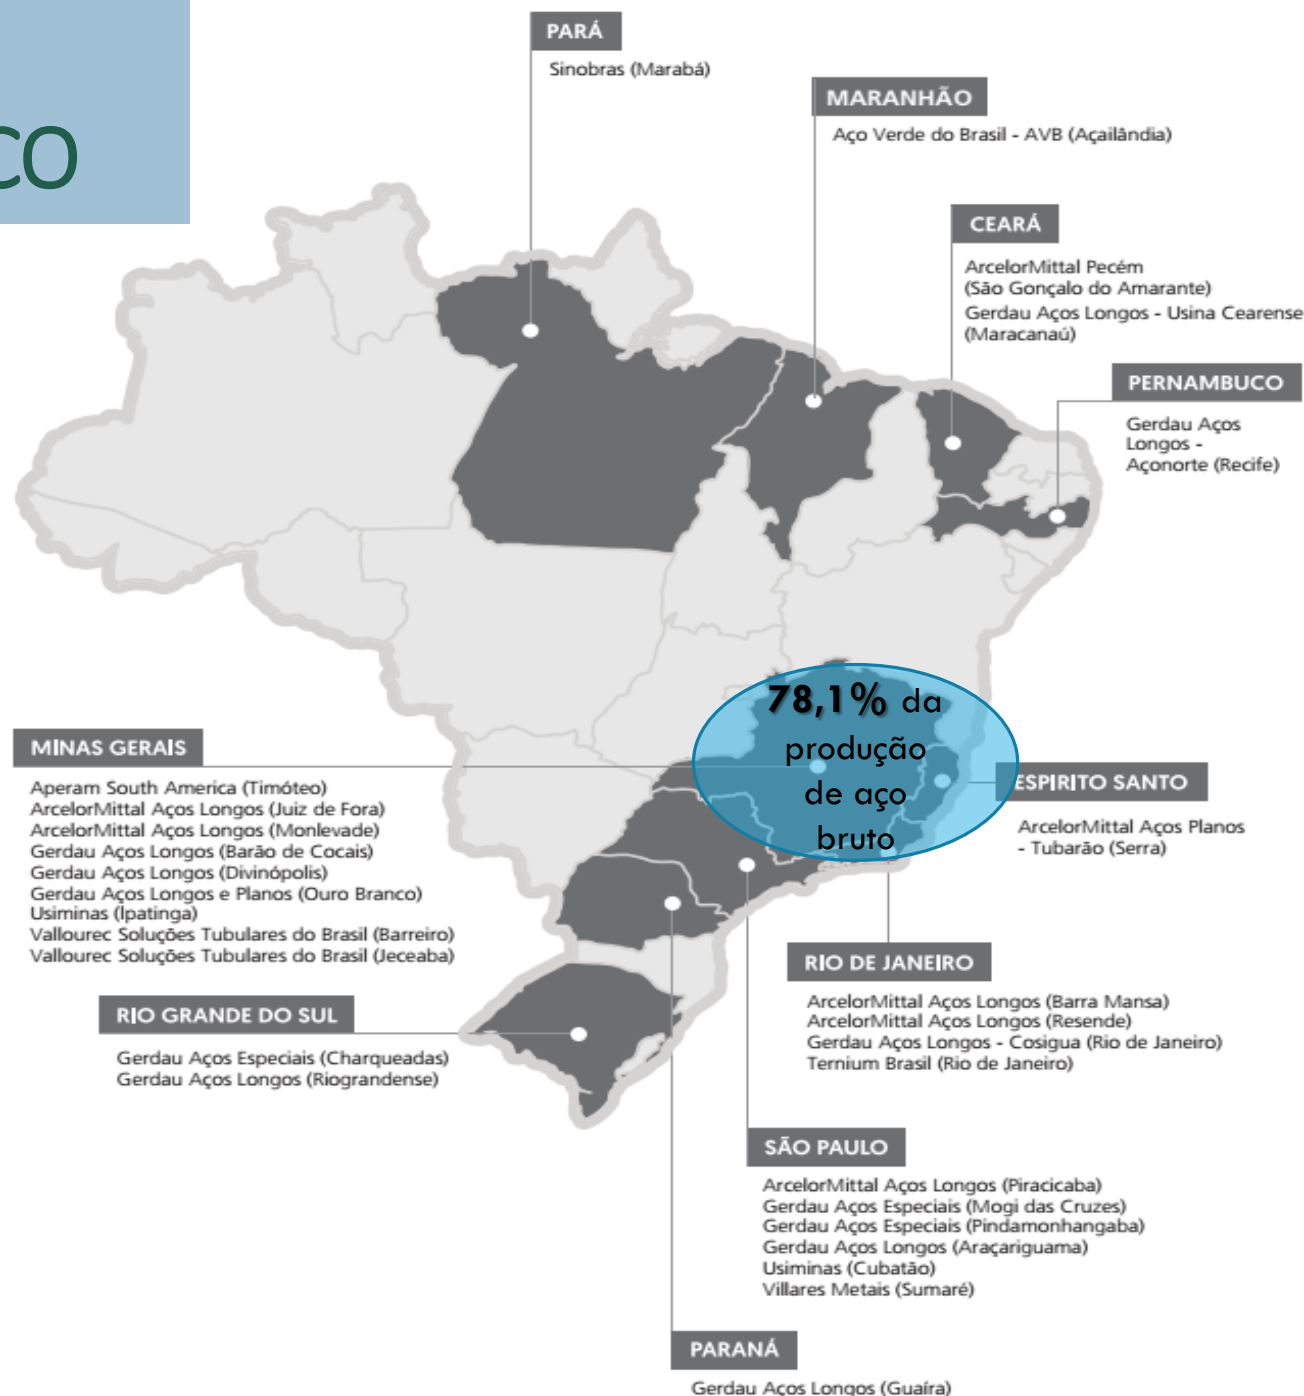 ÇO
PARÁ
Sinobras (Marabá)
MARANHÃO
Aço Verde do Brasil - AVB (Açailândia)
CEARÁ
ArcelorMittal Pecém
(São Gonçalo do Amarante)
Gerdau Aços Longos - Usina Cearense
(Maracanaú)
PERNAMBUCO
Gerdau Aços
Longos -
Açonorte (Recife)
78,1% da
produção
de aço
bruto
MINAS GERAIS
Aperam South America (Timóteo)
ArcelorMittal Aços Longos (Juiz de Fora)
ArcelorMittal Aços Longos (Monlevade)
Gerdau Aços Longos (Barão de Cocais)
Gerdau Aços Longos (Divinópolis)
Gerdau Aços Longos e Planos (Ouro Branco)
Usiminas (Ipatinga)
Vallourec Soluções Tubulares do Brasil (Barreiro)
Vallourec Soluções Tubulares do Brasil (Jeceaba)
ESPIRITO SANTO
ArcelorMittal Aços Planos
- Tubarão (Serra)
RIO DE JANEIRO
ArcelorMittal Aços Longos (Barra Mansa)
ArcelorMittal Aços Longos (Resende)
Gerdau Aços Longos - Cosigua (Rio de Janeiro)
Ternium Brasil (Rio de Janeiro)
RIO GRANDE DO SUL
Gerdau Aços Especiais (Charqueadas)
Gerdau Aços Longos (Riograndense)
SÃO PAULO
ArcelorMittal Aços Longos (Piracicaba)
Gerdau Aços Especiais (Mogi das Cruzes)
Gerdau Aços Especiais (Pindamonhangaba)
Gerdau Aços Longos (Araçariguama)
Usiminas (Cubatão)
Villares Metais (Sumaré)
PARANÁ
Gerdau Aços Longos (Guaíra)